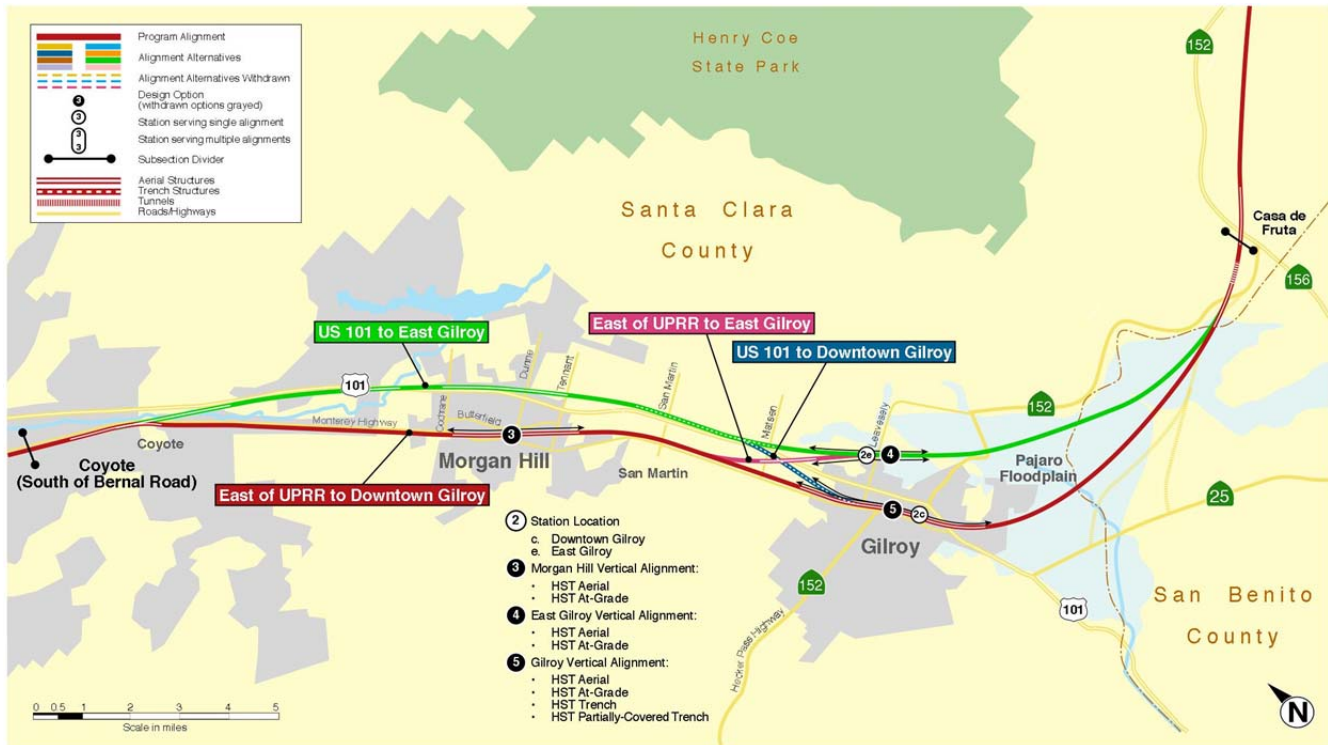 Program Alignment
Alignment Alternatives
Alignment Alternatives Withdrawn
3
Design Option
(withdrawn options grayed)
3
Station serving single alignment
3
3
Station serving multiple alignments
Subsection Divider
Aerial Structures
Trench Structures
Tunnels
Roads/Highways
Henry Coe
State Park
152
Santa Clara
County
Casa de
Fruta
156
US 101 to East Gilroy
East of UPRR to East Gilroy
US 101 to Downtown Gilroy
101
Monterey Highway
Cochrane
Butterfield
Dunne
Tennant
San Martin
Masten
Leavesely
152
Coyote
Coyote
(South of Bernal Road)
3
Morgan Hill
San Martin
2e
4
Pajaro
Floodplain
25
East of UPRR to Downtown Gilroy
5
2c
Gilroy
152
Hecker Pass Highway
101
San Benito
County
2
Station Location
c. Downtown Gilroy
e. East Gilroy
3
Morgan Hill Vertical Alignment:
• HST Aerial
• HST At-Grade
4
East Gilroy Vertical Alignment:
• HST Aerial
• HST At-Grade
5
Gilroy Vertical Alignment:
• HST Aerial
• HST At-Grade
• HST Trench
• HST Partially-Covered Trench
0 0.5 1 2 3 4 5
Scale in miles
N